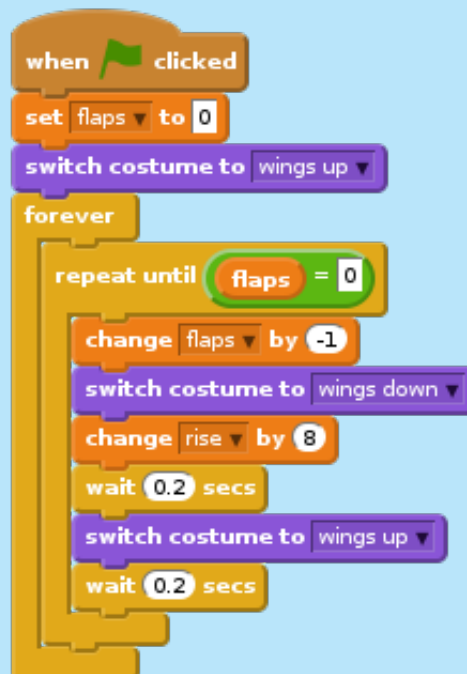 when clicked
set flaps to 0
switch costume to wings up
forever
repeat until flaps = 0
change flaps by -1
switch costume to wings down
change rise by 8
wait 0.2 secs
switch costume to wings up
wait 0.2 secs